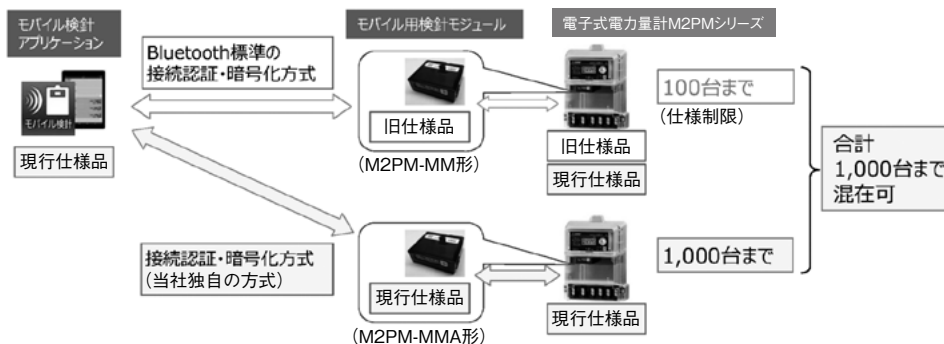 モバイル検針
アプリケーション
モバイル用検針モジュール
電子式電力量計M2PMシリーズ
Bluetooth標準の
接続認証・暗号化方式
モバイル検針
現行仕様品
旧仕様品
(M2PM-MM形)
旧仕様品
現行仕様品
100台まで
(仕様制限)
合計
1,000台まで
混在可
接続認証・暗号化方式
(当社独自の方式)
現行仕様品
(M2PM-MMA形)
現行仕様品
1,000台まで